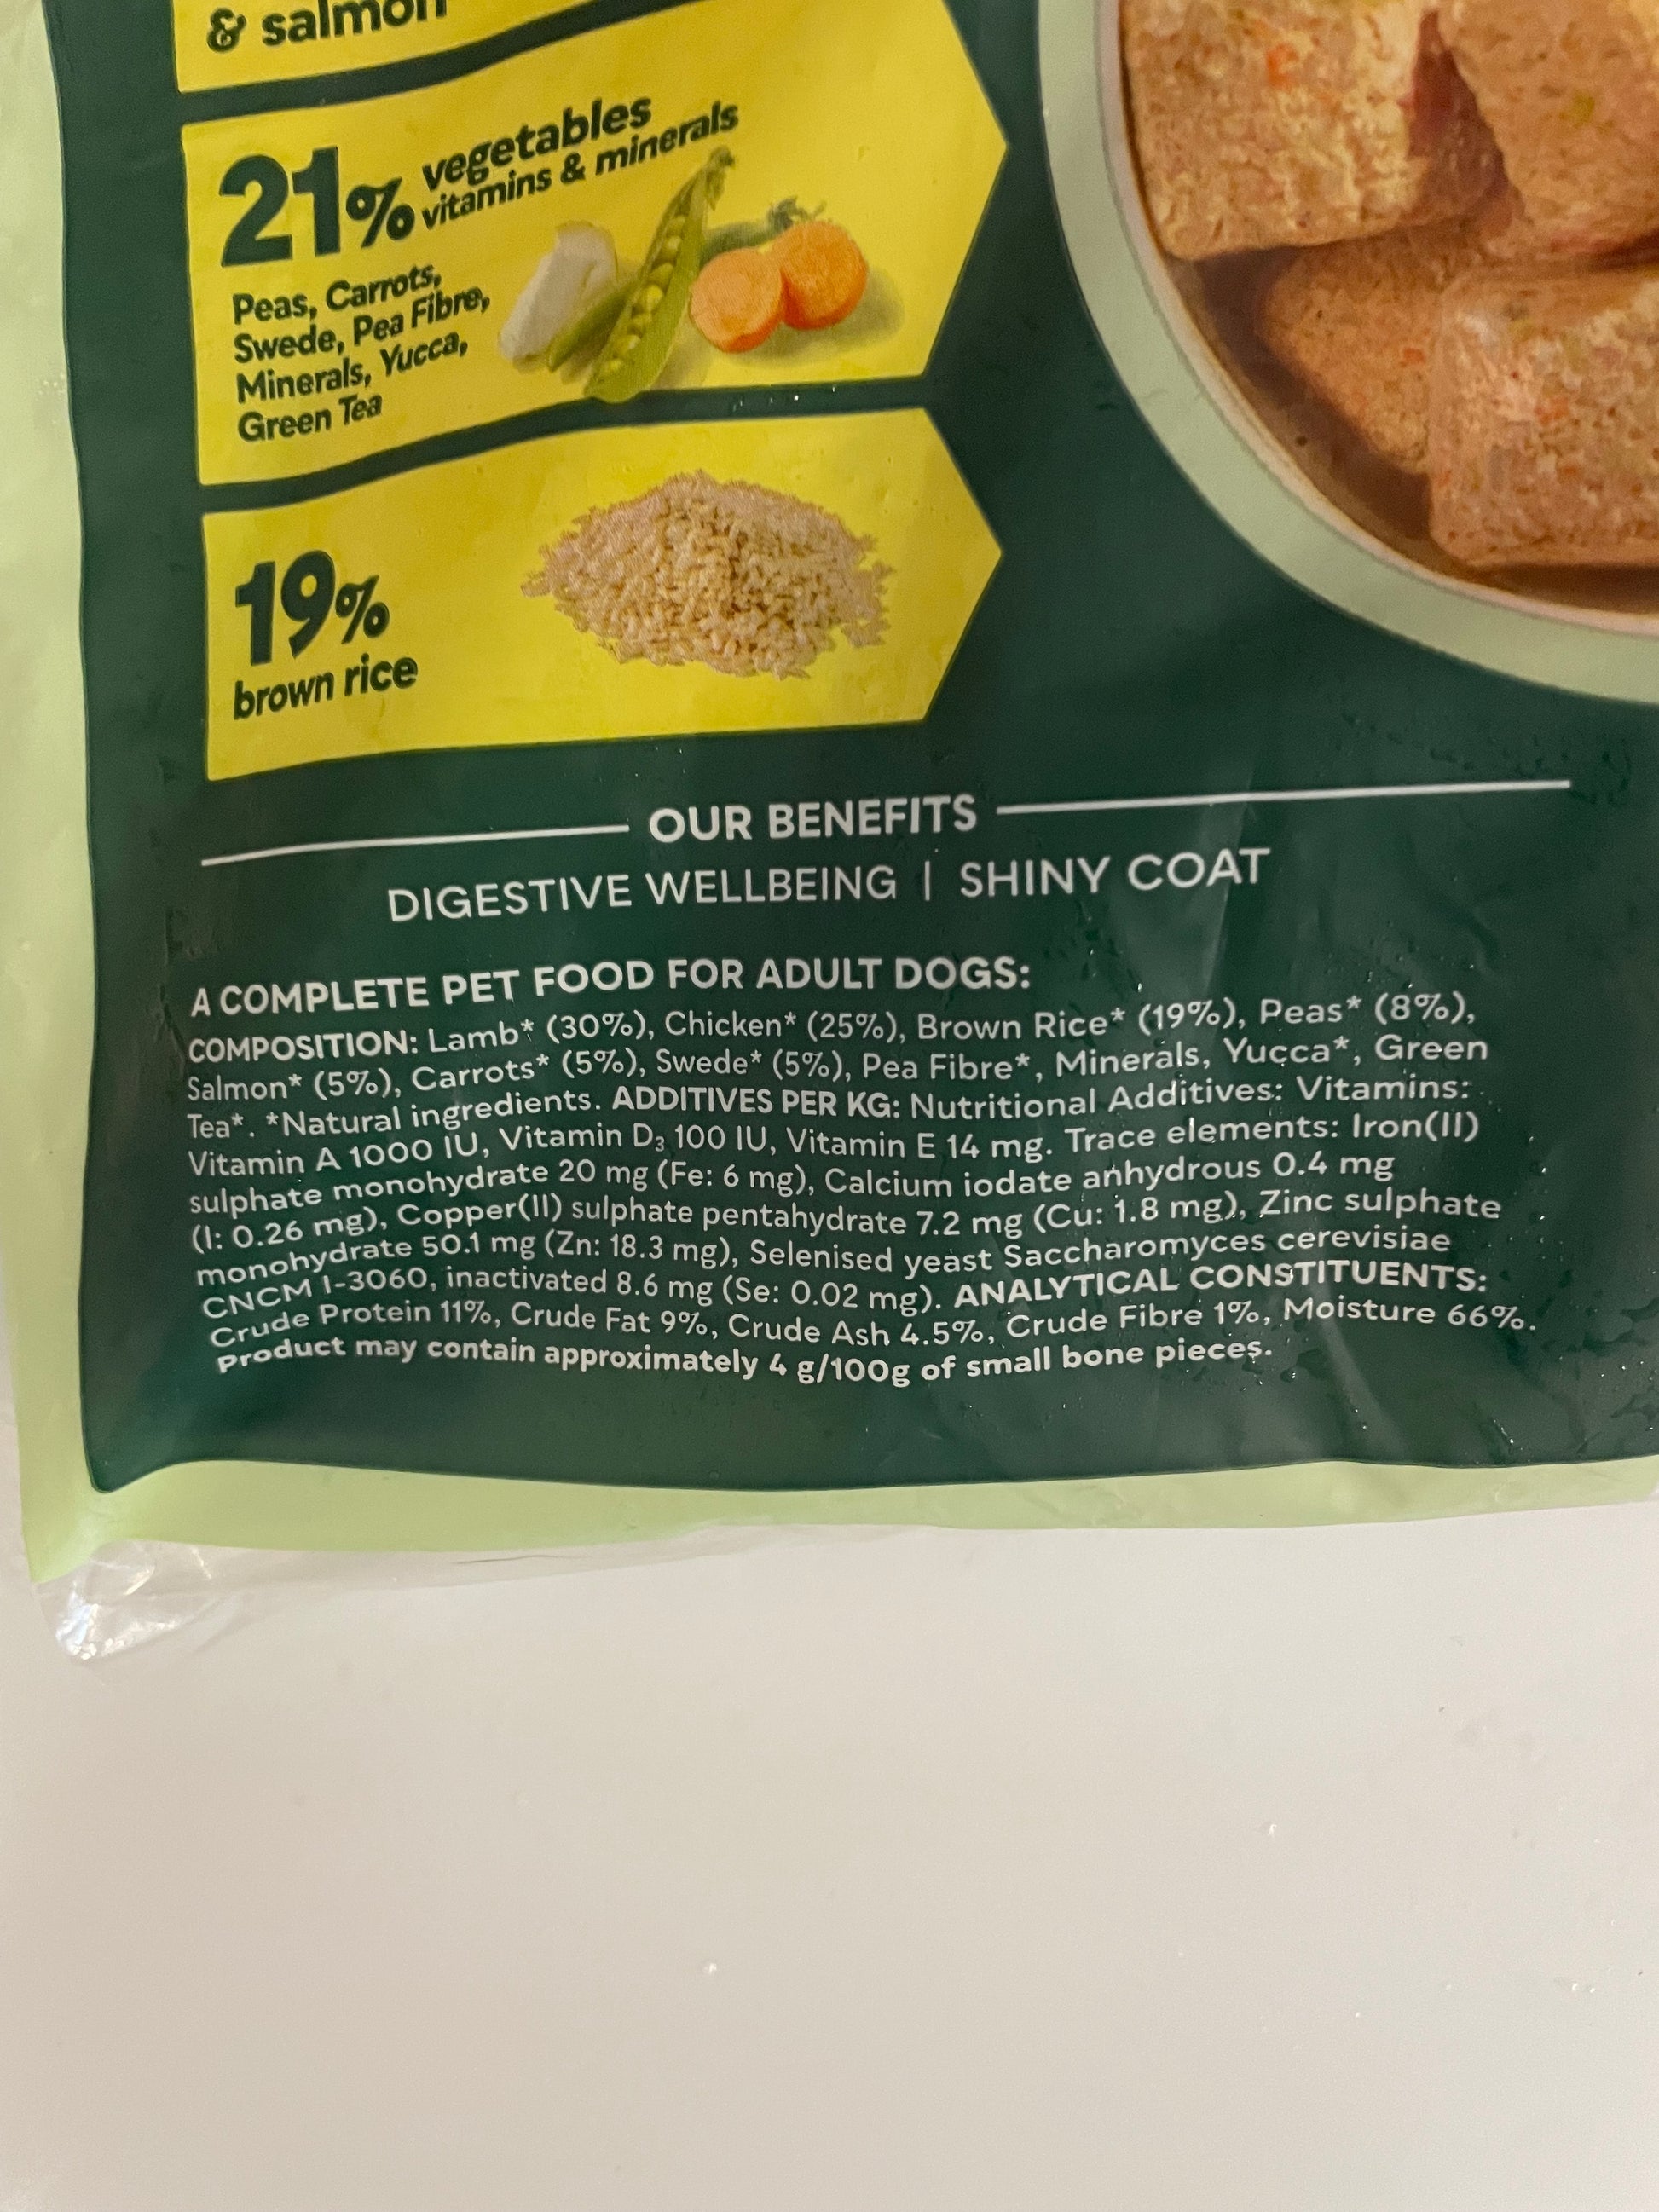 & salmon
21% vegetables
vitamins & minerals
Peas, Carrots,
Swede, Pea Fibre,
Minerals, Yucca,
Green Tea
19%
brown rice
OUR BENEFITS
DIGESTIVE WELLBEING | SHINY COAT
A COMPLETE PET FOOD FOR ADULT DOGS:
COMPOSITION: Lamb* (30%), Chicken* (25%), Brown Rice* (19%), Peas* (8%),
Salmon* (5%), Carrots* (5%), Swede* (5%), Pea Fibre*, Minerals, Yucca*, Green
Tea*. *Natural ingredients. ADDITIVES PER KG: Nutritional Additives: Vitamins:
Vitamin A 1000 IU, Vitamin D₃ 100 IU, Vitamin E 14 mg. Trace elements: Iron(II)
sulphate monohydrate 20 mg (Fe: 6 mg), Calcium iodate anhydrous 0.4 mg
(I: 0.26 mg), Copper(II) sulphate pentahydrate 7.2 mg (Cu: 1.8 mg), Zinc sulphate
monohydrate 50.1 mg (Zn: 18.3 mg), Selenised yeast Saccharomyces cerevisiae
CNCM I-3060, inactivated 8.6 mg (Se: 0.02 mg). ANALYTICAL CONSTITUENTS:
Crude Protein 11%, Crude Fat 9%, Crude Ash 4.5%, Crude Fibre 1%, Moisture 66%.
Product may contain approximately 4 g/100g of small bone pieces.